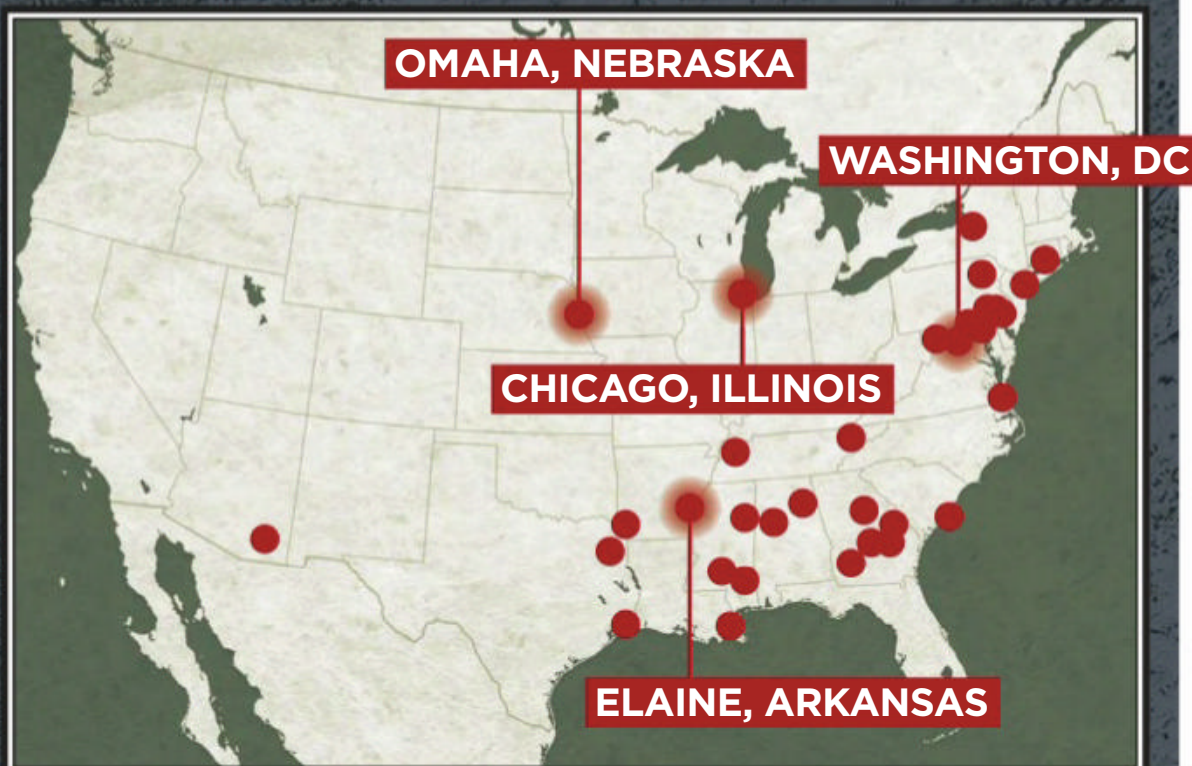 OMAHA, NEBRASKA
WASHINGTON, DC
CHICAGO, ILLINOIS
ELAINE, ARKANSAS